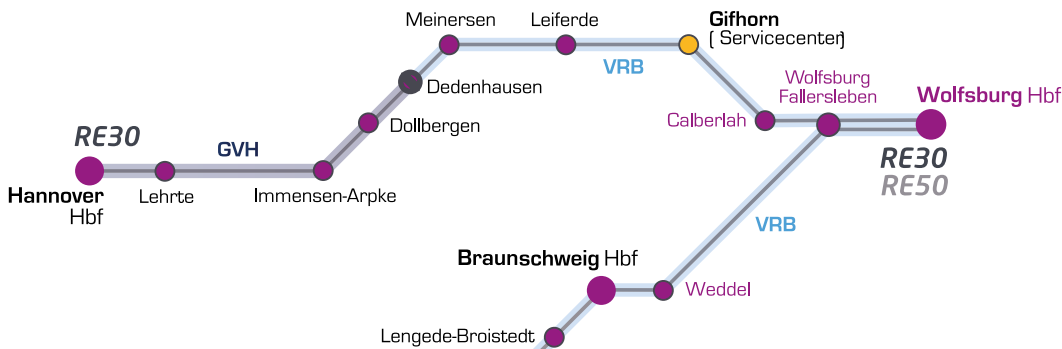 Meinersen
Leiferde
Gifhorn
( Servicecenter)
VRB
Wolfsburg
Fallersleben
Wolfsburg Hbf
Dedenhausen
Calberlah
Dollbergen
RE30
GVH
RE30
RE50
Hannover
Hbf
Lehrte
Immensen-Arpke
VRB
Braunschweig Hbf
Weddel
Lengede-Broistedt